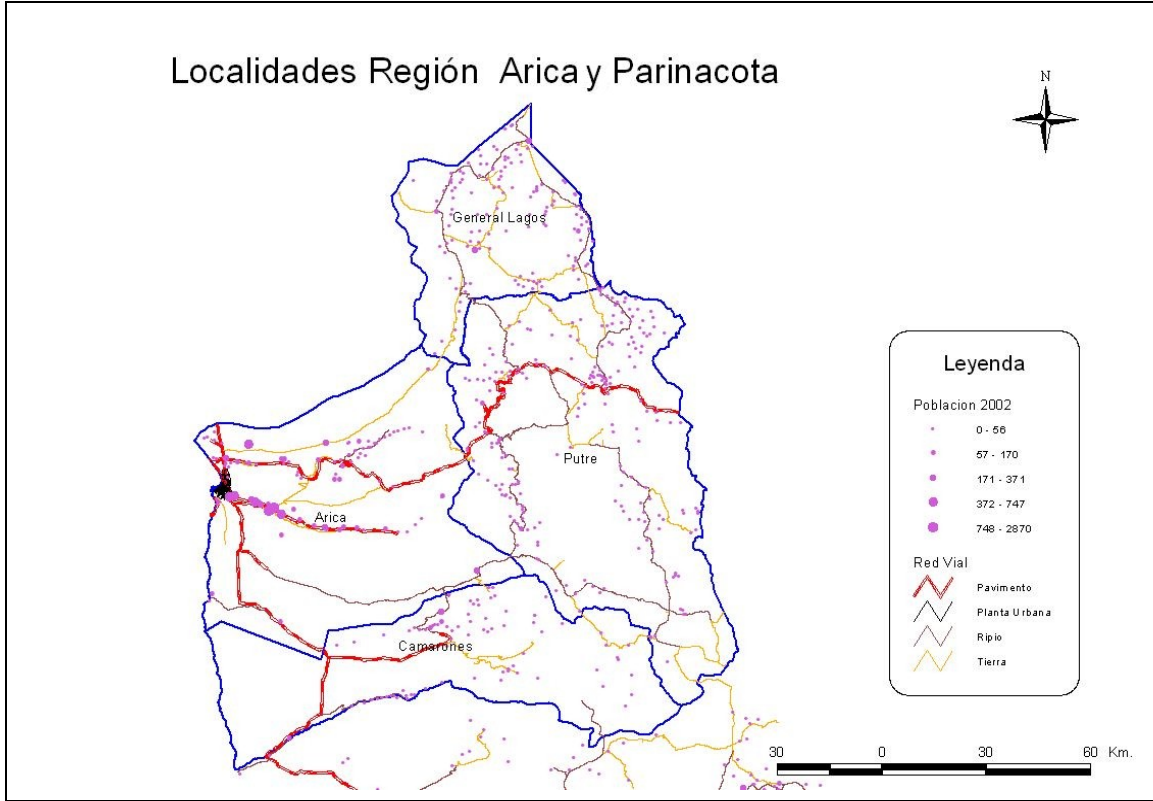 Localidades Región Arica y Parinacota
N
General Lagos
Putre
Arica
Camarones
Leyenda
Poblacion 2002
0 - 56
57 - 170
171 - 371
372 - 747
748 - 2870
Red Vial
Pavimento
Planta Urbana
Ripio
Tierra
30 0 30 60 Km.